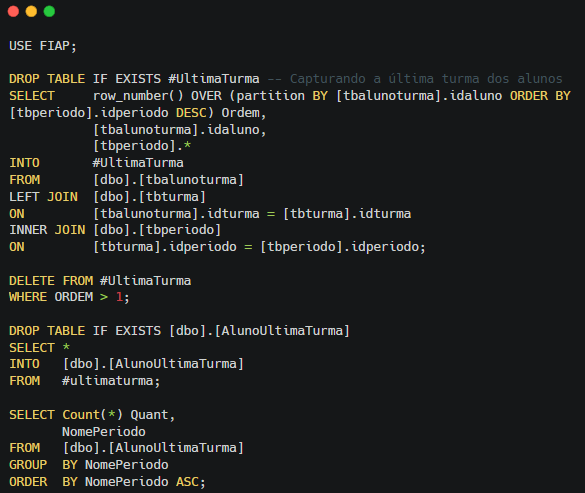 USE FIAP;
DROP TABLE IF EXISTS #UltimaTurma -- Capturando a última turma dos alunos
SELECT     row_number() OVER (partition BY [tbalunoturma].idaluno ORDER BY
[tbperiodo].idperiodo DESC) Ordem,
           [tbalunoturma].idaluno,
           [tbperiodo].*
INTO       #UltimaTurma
FROM       [dbo].[tbalunoturma]
LEFT JOIN  [dbo].[tbturma]
ON         [tbalunoturma].idturma = [tbturma].idturma
INNER JOIN [dbo].[tbperiodo]
ON         [tbturma].idperiodo = [tbperiodo].idperiodo;
DELETE FROM #UltimaTurma
WHERE ORDEM > 1;
DROP TABLE IF EXISTS [dbo].[AlunoUltimaTurma]
SELECT *
INTO   [dbo].[AlunoUltimaTurma]
FROM   #ultimaturma;
SELECT Count(*) Quant,
       NomePeriodo
FROM   [dbo].[AlunoUltimaTurma]
GROUP  BY NomePeriodo
ORDER  BY NomePeriodo ASC;